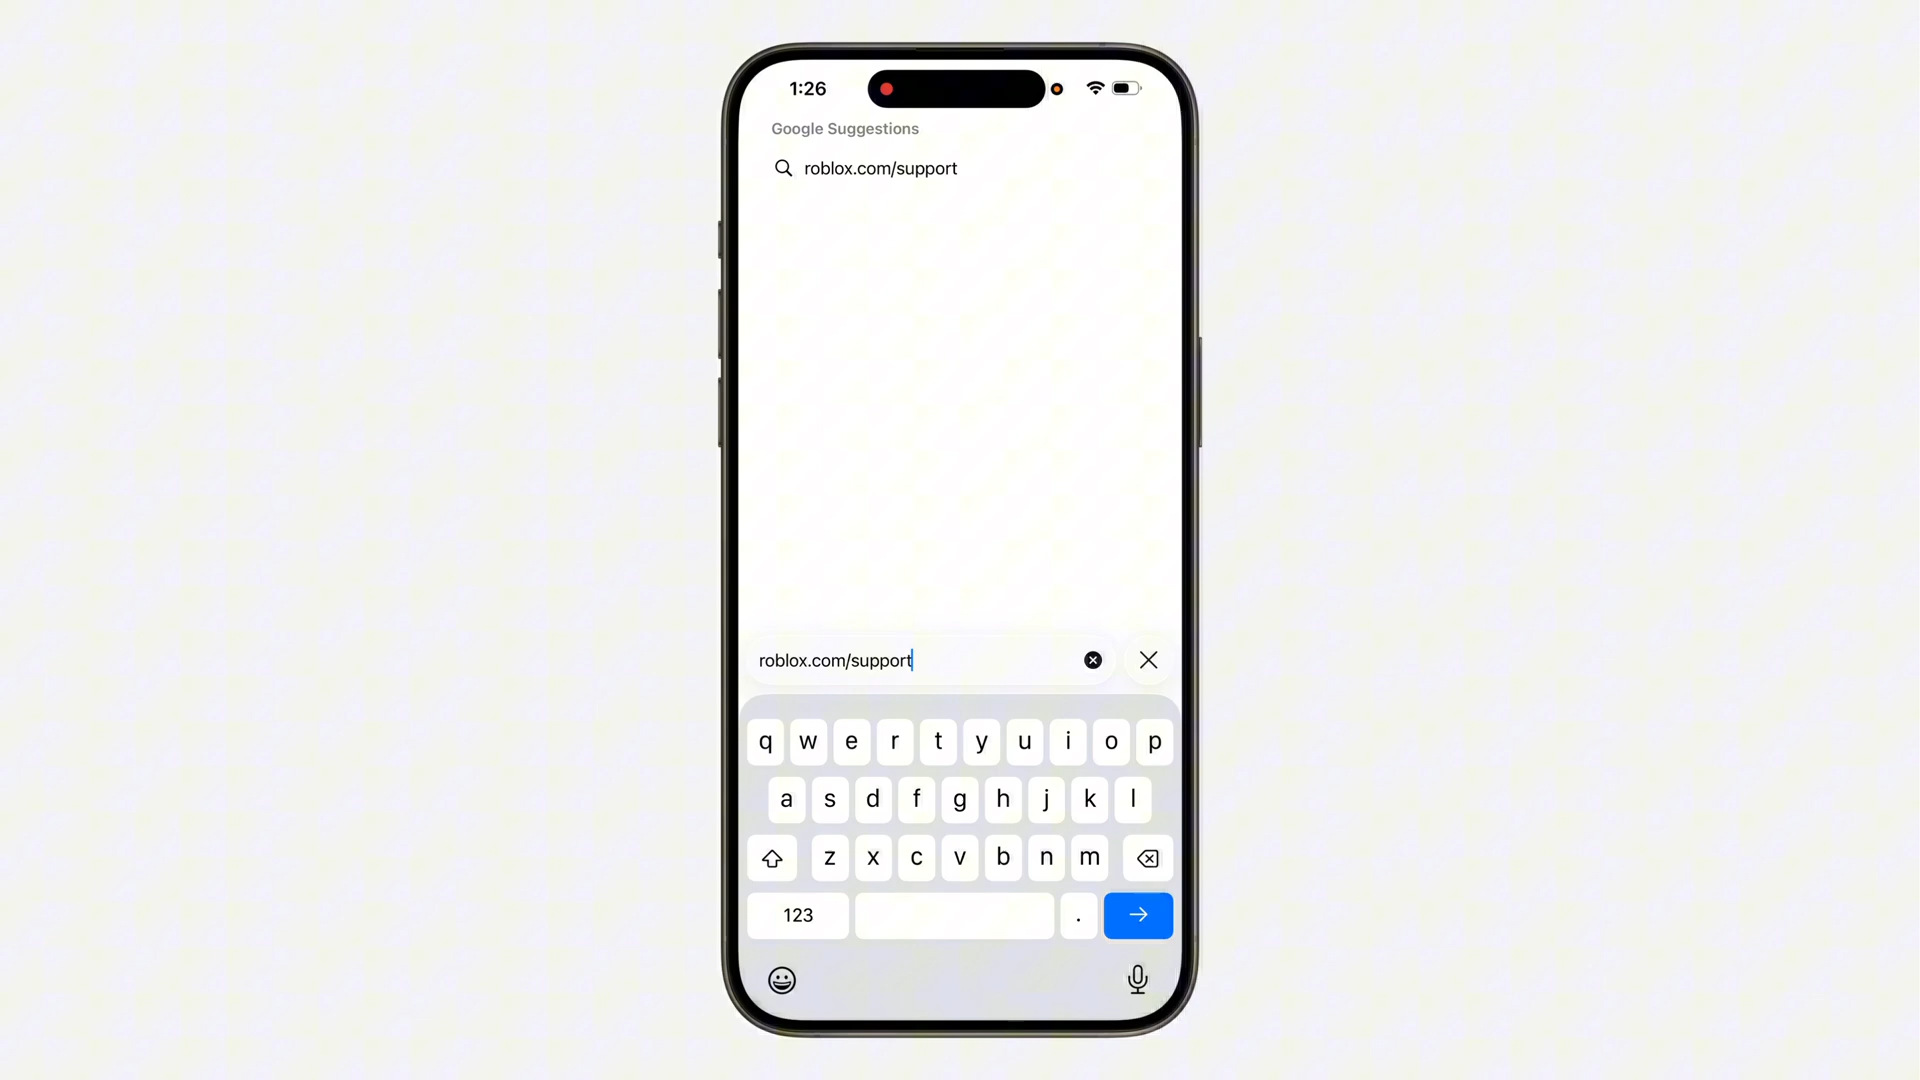 1:26
Google Suggestions
roblox.com/support
roblox.com/support
q w e r t y u i o p
a s d f g h j k l
z x c v b n m
123 .